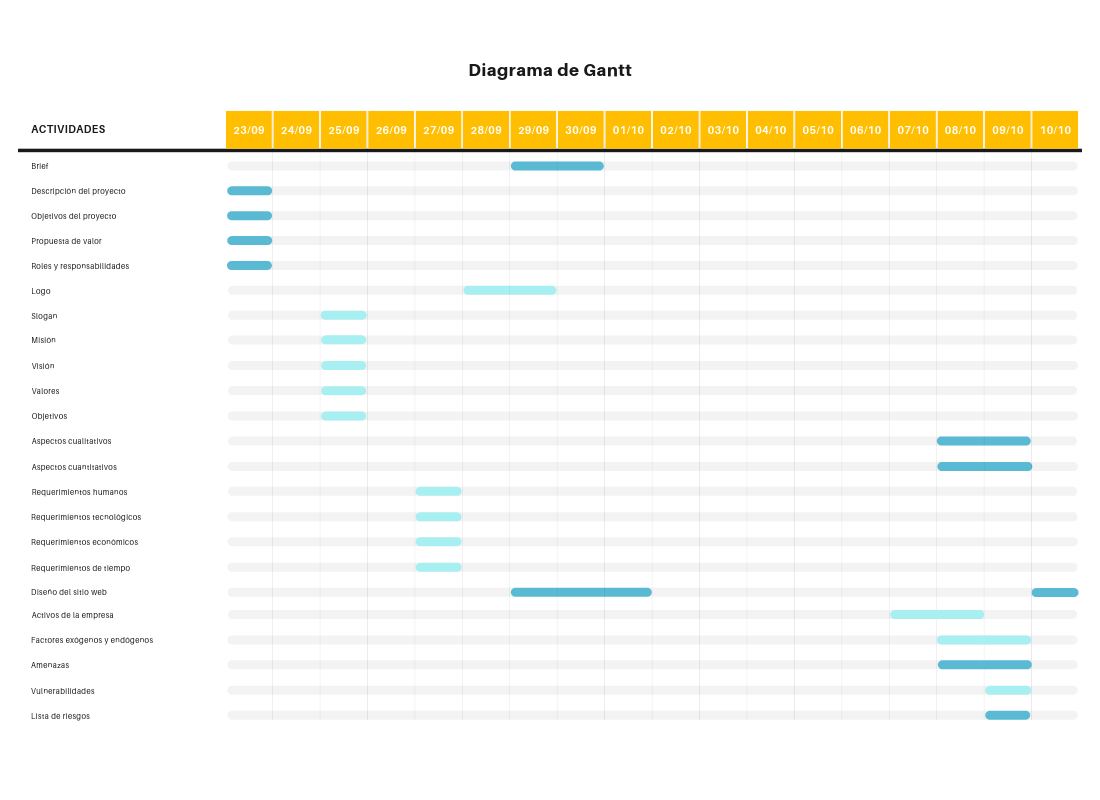 Diagrama de Gantt
ACTIVIDADES 23/09 24/09 25/09 26/09 27/09 28/09 29/09 30/09 01/10 02/10 03/10 04/10 05/10 06/10 07/10 08/10 09/10 10/10
Brief
Descripción del proyecto
Objetivos del proyecto
Propuesta de valor
Roles y responsabilidades
Logo
Slogan
Misión
Visión
Valores
Objetivos
Aspectos cualitativos
Aspectos cuantitativos
Requerimientos humanos
Requerimientos tecnológicos
Requerimientos económicos
Requerimientos de tiempo
Diseño del sitio web
Activos de la empresa
Factores exógenos y endógenos
Amenazas
Vulnerabilidades
Lista de riesgos